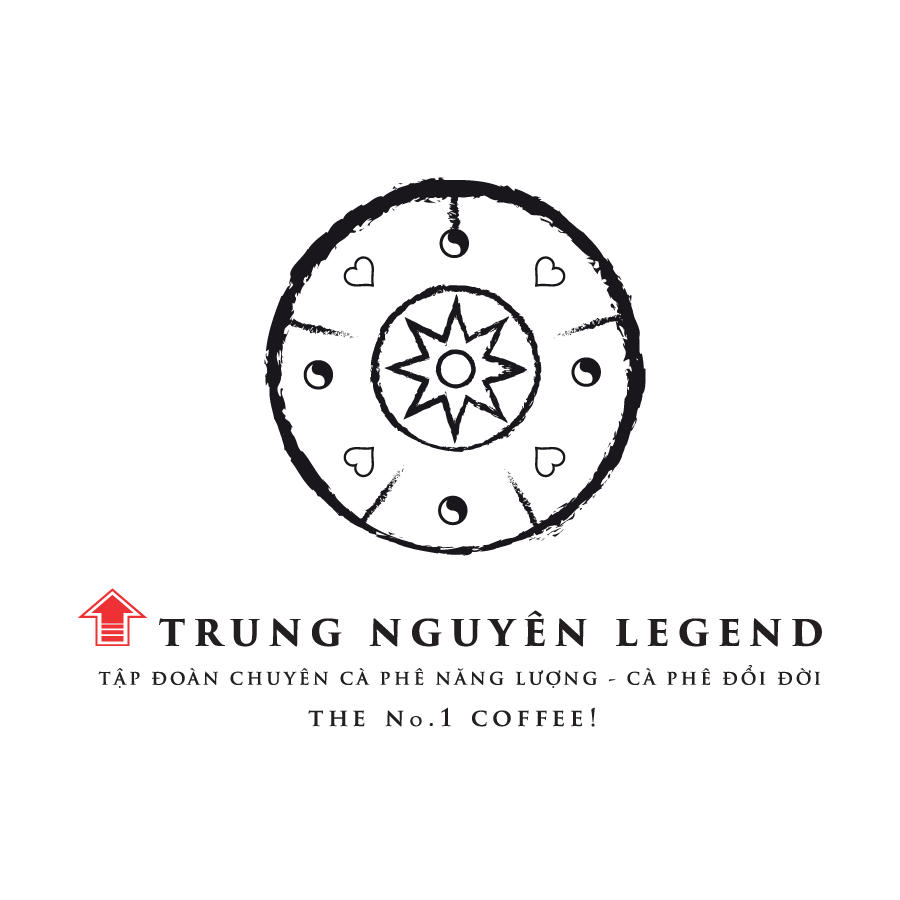 TRUNG NGUYÊN LEGEND
TẬP ĐOÀN CHUYÊN CÀ PHÊ NĂNG LƯỢNG - CÀ PHÊ ĐỔI ĐỜI
THE No.1 COFFEE!